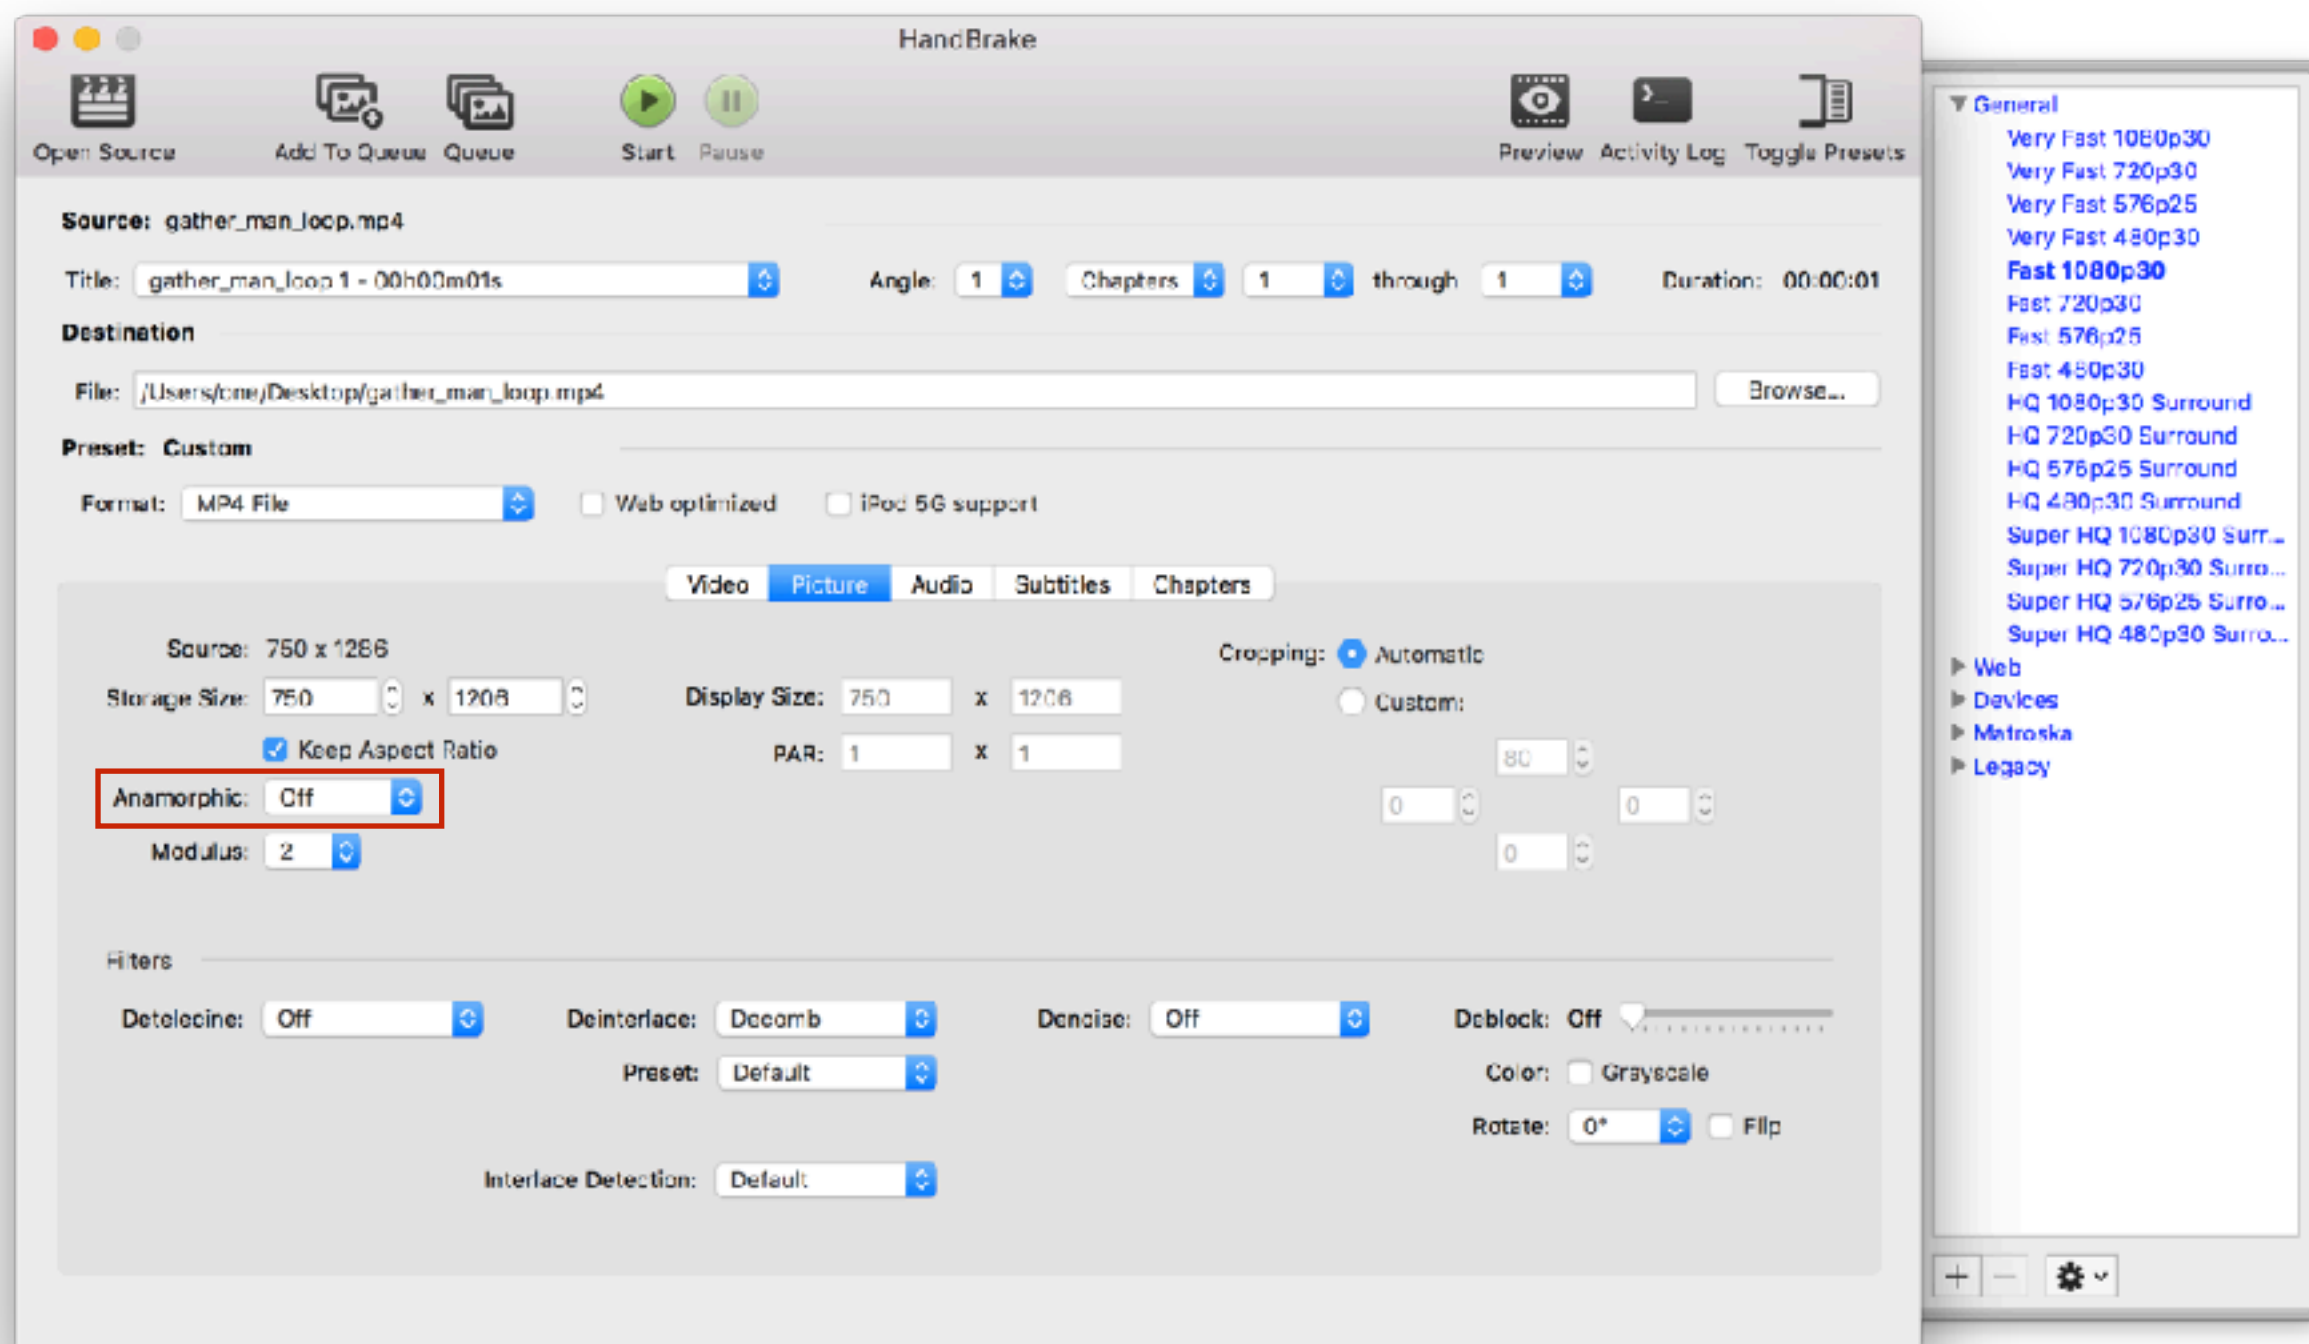 HandBrake
Open Source Add To Queue Queue Start Pause Preview Activity Log Toggle Presets
Source: gather_man_loop.mp4
Title: gather_man_loop 1 - 00h00m01s Angle: 1 Chapters 1 through 1 Duration: 00:00:01
Destination
File: /Users/one/Desktop/gather_man_loop.mp4 Browse...
Preset: Custom
Format: MP4 File Web optimized iPod 5G support
Video Picture Audio Subtitles Chapters
Source: 750 x 1286 Cropping: Automatic
Storage Size: 750 x 1206 Display Size: 750 x 1206 Custom:
Keep Aspect Ratio PAR: 1 x 1 80
Anamorphic: Off 0 0
Modulus: 2 0
Filters
Detelecine: Off Deinterlace: Decomb Denoise: Off Deblock: Off
Preset: Default Color: Grayscale
Rotate: 0° Flip
Interlace Detection: Default
General
Very Fast 1080p30
Very Fast 720p30
Very Fast 576p25
Very Fast 480p30
Fast 1080p30
Fast 720p30
Fast 576p25
Fast 480p30
HQ 1080p30 Surround
HQ 720p30 Surround
HQ 576p25 Surround
HQ 480p30 Surround
Super HQ 1080p30 Surr...
Super HQ 720p30 Surro...
Super HQ 576p25 Surro...
Super HQ 480p30 Surro...
Web
Devices
Matroska
Legacy